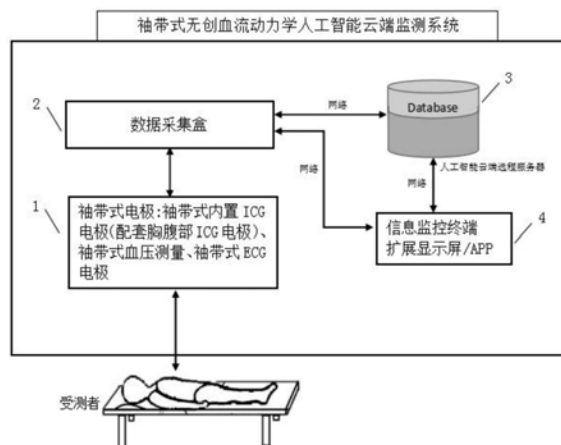 袖带式无创血流动力学人工智能云端监测系统
2
数据采集盒
网络
Database
3
网络
人工智能云端远程服务器
网络
1
袖带式电极:袖带式内置ICG
电极(配套胸腹部ICG电极)、
袖带式血压测量、袖带式ECG
电极
信息监控终端
扩展显示屏/APP
4
受测者